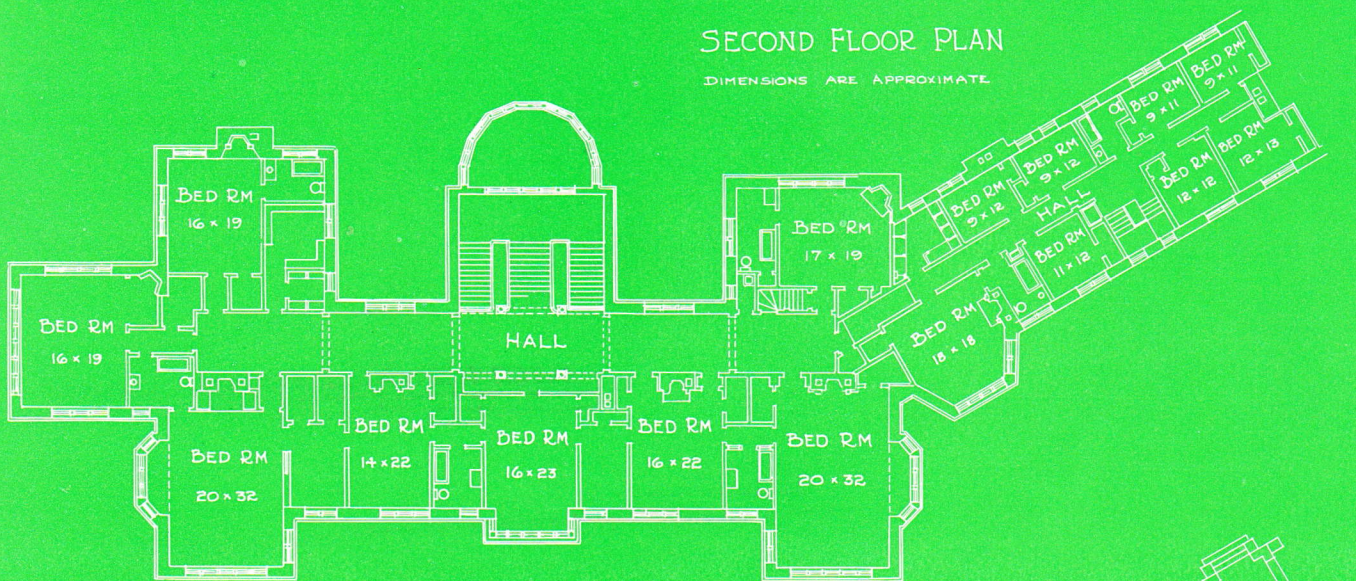 SECOND FLOOR PLAN
DIMENSIONS ARE APPROXIMATE
BED RM
9 x 11
BED RM
9 x 11
BED RM
9 x 12
BED RM
9 x 12
HALL
BED RM
12 x 13
BED RM
12 x 12
BED RM
11 x 12
BED RM
18 x 18
BED RM
16 x 19
BED RM
17 x 19
BED RM
16 x 19
HALL
BED RM
20 x 32
BED RM
14 x 22
BED RM
16 x 23
BED RM
16 x 22
BED RM
20 x 32